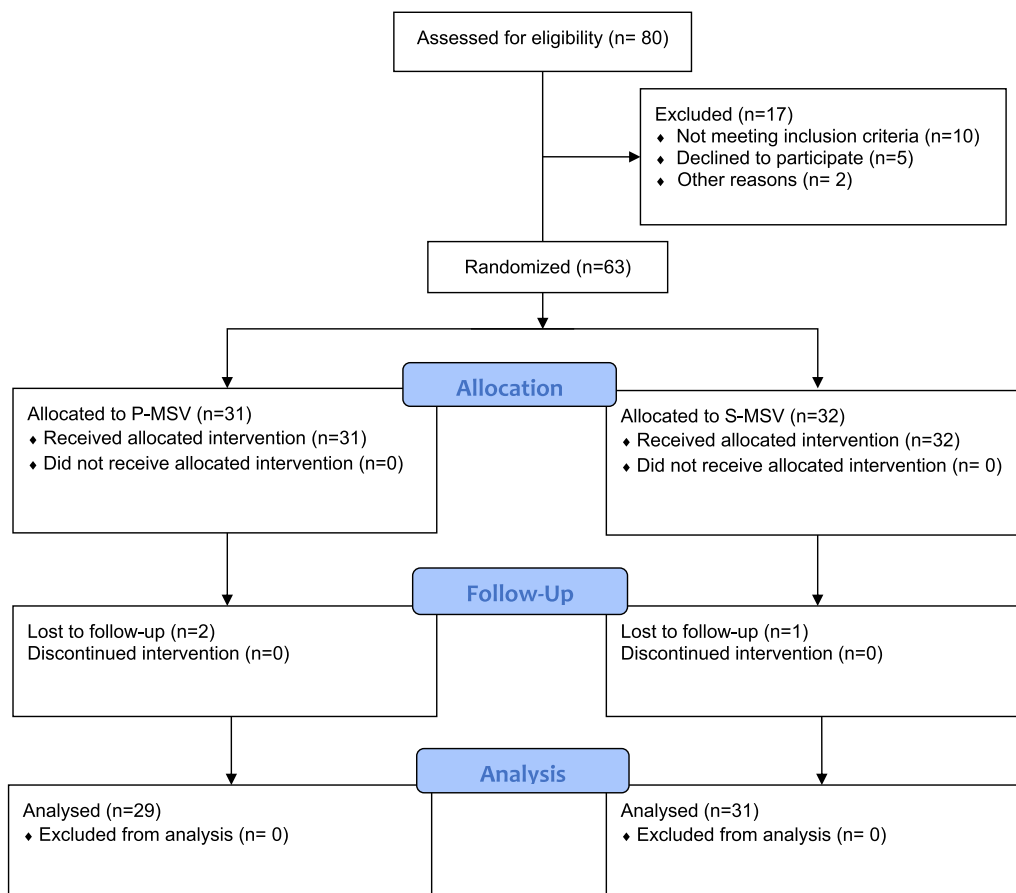 Assessed for eligibility (n= 80)
Excluded (n=17)
♦ Not meeting inclusion criteria (n=10)
♦ Declined to participate (n=5)
♦ Other reasons (n= 2)
Randomized (n=63)
Allocation
Allocated to P-MSV (n=31)
♦ Received allocated intervention (n=31)
♦ Did not receive allocated intervention (n=0)
Allocated to S-MSV (n=32)
♦ Received allocated intervention (n=32)
♦ Did not receive allocated intervention (n= 0)
Follow-Up
Lost to follow-up (n=2)
Discontinued intervention (n=0)
Lost to follow-up (n=1)
Discontinued intervention (n=0)
Analysis
Analysed (n=29)
♦ Excluded from analysis (n= 0)
Analysed (n=31)
♦ Excluded from analysis (n= 0)